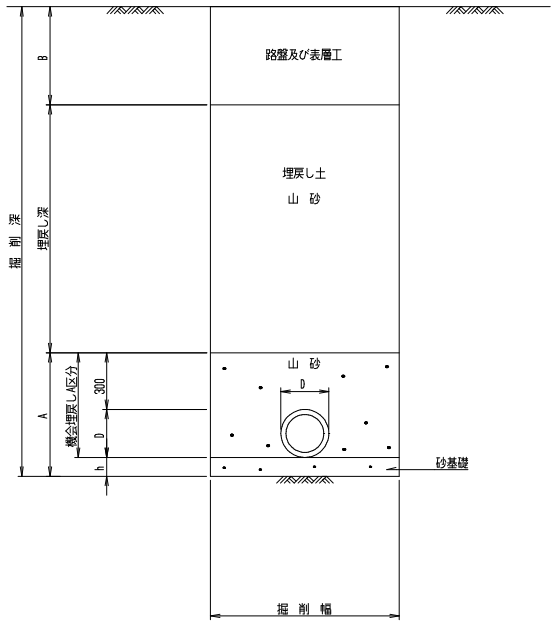 路盤及び表層工
B
埋戻し土
山 砂
掘 削 深
埋戻し深
山 砂
機会埋戻しA区分
300
D
A
D
h
砂基礎
掘 削 幅